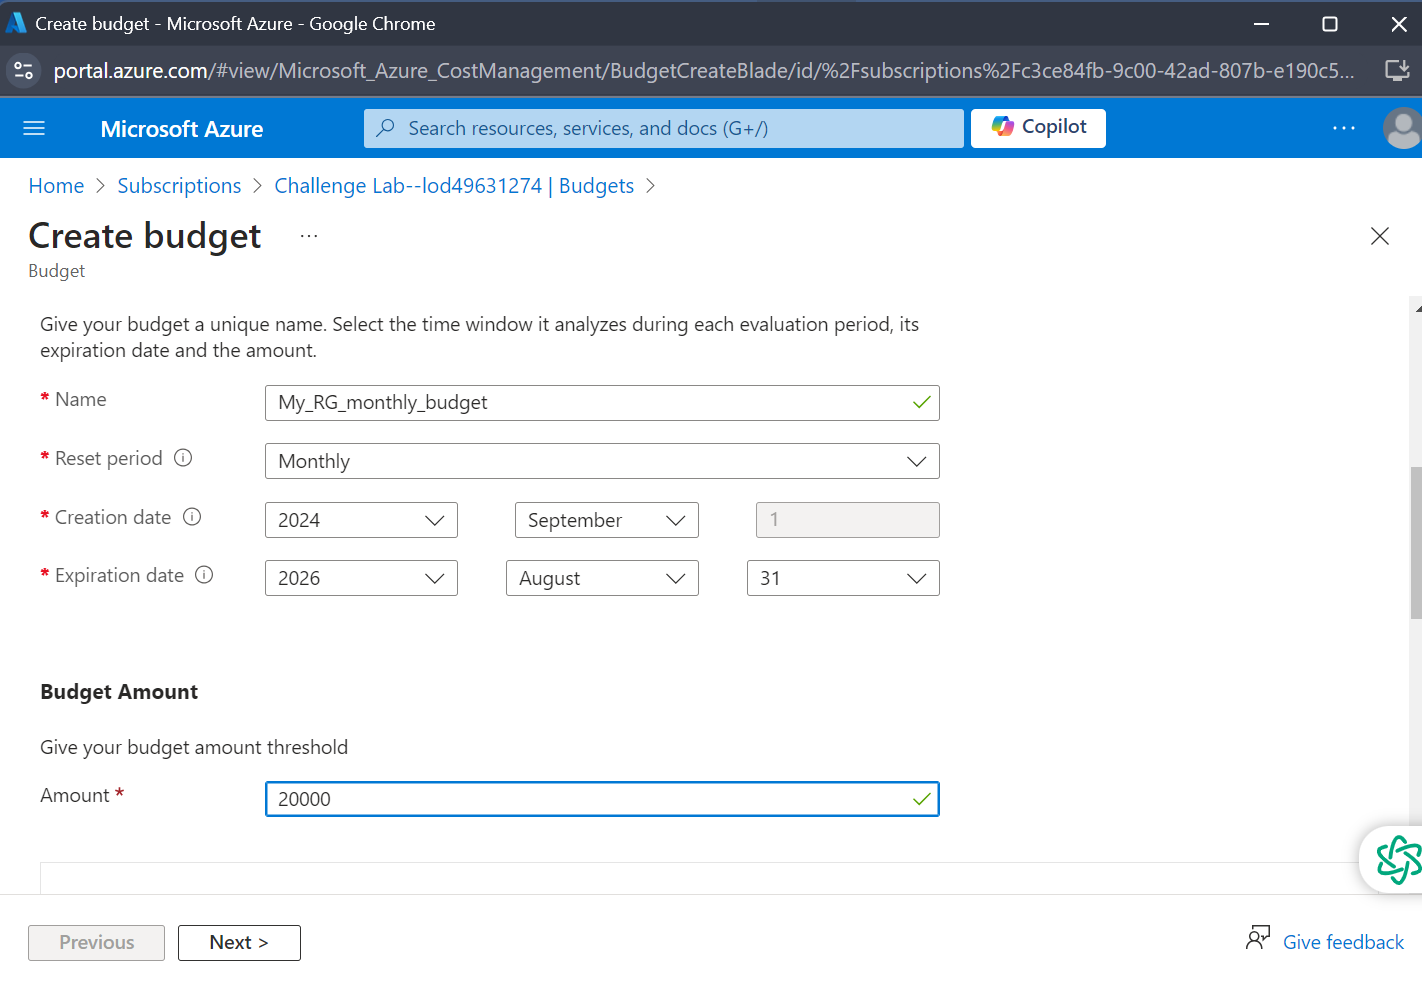 Create budget - Microsoft Azure - Google Chrome
portal.azure.com/#view/Microsoft_Azure_CostManagement/BudgetCreateBlade/id/%2Fsubscriptions%2Fc3ce84fb-9c00-42ad-807b-e190c5...
Microsoft Azure
Search resources, services, and docs (G+/)
Copilot
...
Home > Subscriptions > Challenge Lab--lod49631274 | Budgets >
Create budget ...
Budget
Give your budget a unique name. Select the time window it analyzes during each evaluation period, its
expiration date and the amount.
* Name My_RG_monthly_budget
* Reset period Monthly
* Creation date 2024 September 1
* Expiration date 2026 August 31
Budget Amount
Give your budget amount threshold
Amount * 20000
Previous Next > Give feedback